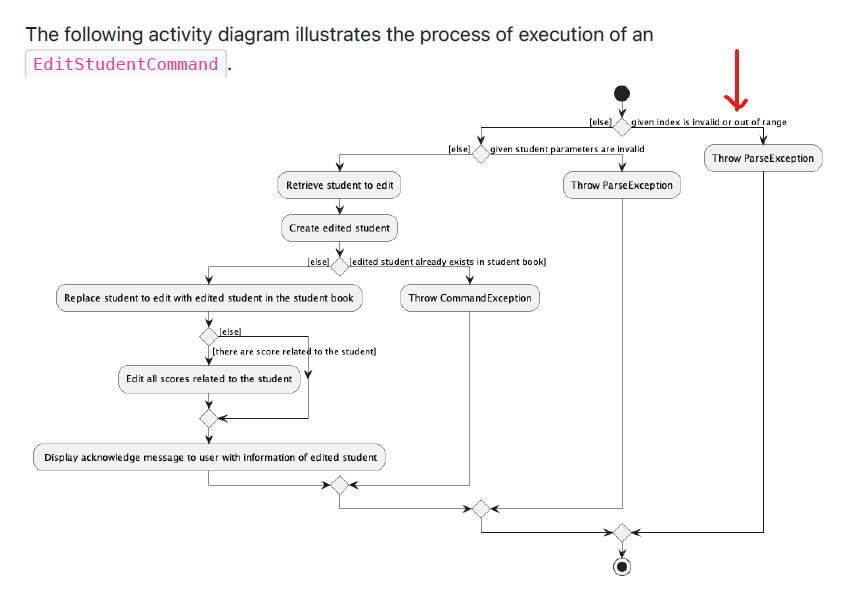 The following activity diagram illustrates the process of execution of an
EditStudentCommand.
[else] given index is invalid or out of range
[else] given student parameters are invalid
Throw ParseException
Retrieve student to edit
Throw ParseException
Create edited student
[else] [edited student already exists in student book]
Replace student to edit with edited student in the student book
Throw CommandException
[else]
[there are score related to the student]
Edit all scores related to the student
Display acknowledge message to user with information of edited student